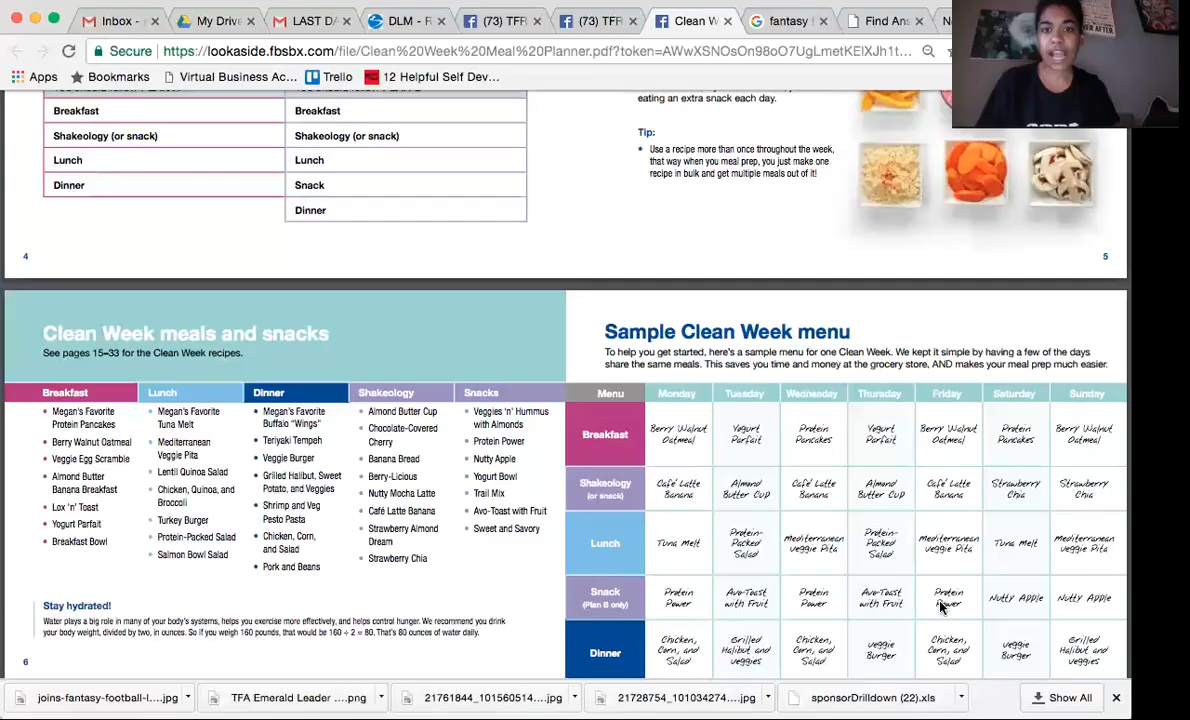 Inbox -
My Drive
LAST DA
DLM - R
(73) TFR
(73) TFR
Clean W
google fantasy
Find Ans
Secure
https://lookaside.fbsbx.com/file/Clean%20Week%20Meal%20Planner.pdf?token=AWwXSNOsOn98oO7UgLmetKElXJh1t...
Apps
Bookmarks
Virtual Business Ac...
Trello
12 Helpful Self Dev...
Breakfast
Shakeology (or snack)
Lunch
Dinner
Breakfast
Shakeology (or snack)
Lunch
Snack
Dinner
eating an extra snack each day.
Tip:
• Use a recipe more than once throughout the week,
that way when you meal prep, you just make one
recipe in bulk and get multiple meals out of it!
4
5
Clean Week meals and snacks
See pages 15–33 for the Clean Week recipes.
Breakfast
• Megan's Favorite
Protein Pancakes
• Berry Walnut Oatmeal
• Veggie Egg Scramble
• Almond Butter
Banana Breakfast
• Lox 'n' Toast
• Yogurt Parfait
• Breakfast Bowl
Lunch
• Megan's Favorite
Tuna Melt
• Mediterranean
Veggie Pita
• Lentil Quinoa Salad
• Chicken, Quinoa, and
Broccoli
• Turkey Burger
• Protein-Packed Salad
• Salmon Bowl Salad
Dinner
• Megan's Favorite
Buffalo "Wings"
• Teriyaki Tempeh
• Veggie Burger
• Grilled Halibut, Sweet
Potato, and Veggies
• Shrimp and Veg
Pesto Pasta
• Chicken, Corn,
and Salad
• Pork and Beans
Shakeology
• Almond Butter Cup
• Chocolate-Covered
Cherry
• Banana Bread
• Berry-Licious
• Nutty Mocha Latte
• Café Latte Banana
• Strawberry Almond
Dream
• Strawberry Chia
Snacks
• Veggies 'n' Hummus
with Almonds
• Protein Power
• Nutty Apple
• Yogurt Bowl
• Trail Mix
• Avo-Toast with Fruit
• Sweet and Savory
Stay hydrated!
Water plays a big role in many of your body's systems, helps you exercise more effectively, and helps control hunger. We recommend you drink
your body weight, divided by two, in ounces. So if you weigh 160 pounds, that would be 160 ÷ 2 = 80. That's 80 ounces of water daily.
6
Sample Clean Week menu
To help you get started, here's a sample menu for one Clean Week. We kept it simple by having a few of the days
share the same meals. This saves you time and money at the grocery store, AND makes your meal prep much easier.
Menu Monday Tuesday Wednesday Thursday Friday Saturday Sunday
Breakfast
Berry Walnut
Oatmeal
Yogurt
Parfait
Protein
Pancakes
Yogurt
Parfait
Berry Walnut
Oatmeal
Protein
Pancakes
Berry Walnut
Oatmeal
Shakeology
(or snack)
Café Latte
Banana
Almond
Butter Cup
Café Latte
Banana
Almond
Butter Cup
Café Latte
Banana
Strawberry
Chia
Strawberry
Chia
Lunch
Tuna Melt
Protein-
Packed
Salad
Mediterranean
Veggie Pita
Protein-
Packed
Salad
Mediterranean
Veggie Pita
Tuna Melt
Mediterranean
Veggie Pita
Snack
(Plan B only)
Protein
Power
Avo-Toast
with Fruit
Protein
Power
Avo-Toast
with Fruit
Protein
Power
Nutty Apple
Nutty Apple
Dinner
Chicken,
Corn, and
Salad
Grilled
Halibut and
Veggies
Chicken,
Corn, and
Salad
Veggie
Burger
Chicken,
Corn, and
Salad
Veggie
Burger
Grilled
Halibut and
Veggies
joins-fantasy-football-l....jpg
TFA Emerald Leader ....png
21761844_101560514....jpg
21728754_101034274....jpg
sponsorDrilldown (22).xls
Show All